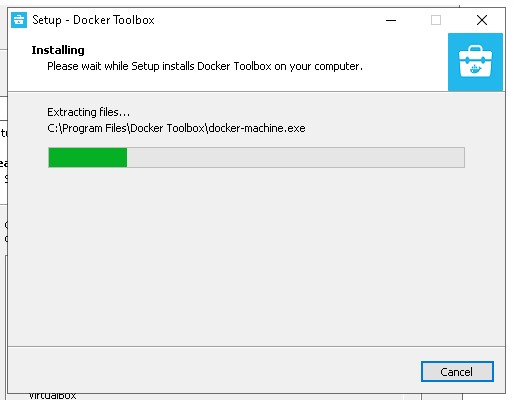 Setup - Docker Toolbox
Installing
Please wait while Setup installs Docker Toolbox on your computer.
Extracting files...
C:\Program Files\Docker Toolbox\docker-machine.exe
Cancel
VirtualBox